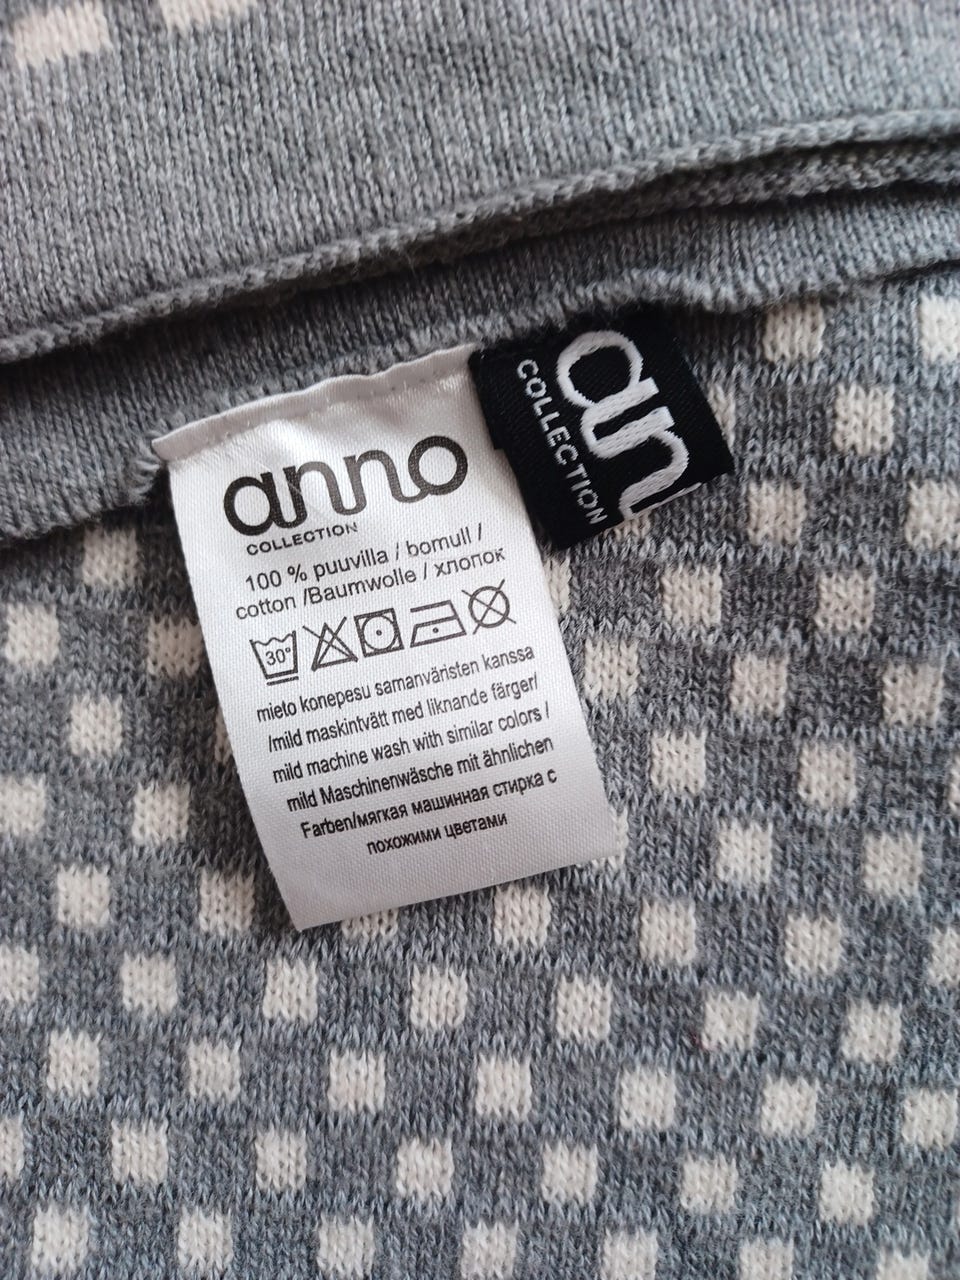 anno
COLLECTION
100 % puuvilla / bomull /
cotton /Baumwolle / хлопок
30°
mieto konepesu samanväristen kanssa
/mild maskintvätt med liknande färger/
mild machine wash with similar colors /
mild Maschinenwäsche mit ähnlichen
Farben/мягкая машинная стирка с
похожими цветами
COLLECTION